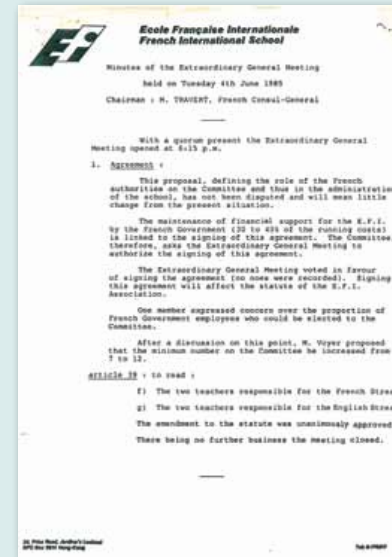 Ecole Française Internationale
French International School
Minutes of the Extraordinary General Meeting
held on Tuesday 4th June 1985
Chairman : M. TRAVERT, French Consul-General
With a quorum present the Extraordinary General
Meeting opened at 6:15 p.m.
1. Agreement :
This proposal, defining the role of the French
authorities on the Committee and thus in the administration
of the school, has not been disputed and will mean little
change from the present situation.
The maintenance of financial support for the E.F.I.
by the French Government (30 to 40% of the running costs)
is linked to the signing of this agreement. The Committee,
therefore, asks the Extraordinary General Meeting to
authorize the signing of this agreement.
The Extraordinary General Meeting voted in favour
of signing the agreement (no noes were recorded). Signing
this agreement will affect the statute of the E.F.I.
Association.
One member expressed concern over the proportion of
French Government employees who could be elected to the
Committee.
After a discussion on this point, M. Voyer proposed
that the minimum number on the Committee be increased from
7 to 12.
article 39 : to read :
f) The two teachers responsible for the French Strea
g) The two teachers responsible for the English Strea
The amendment to the statute was unanimously approved
There being no further business the meeting closed.
Price Road, Jardine's Lookout
Hong Kong